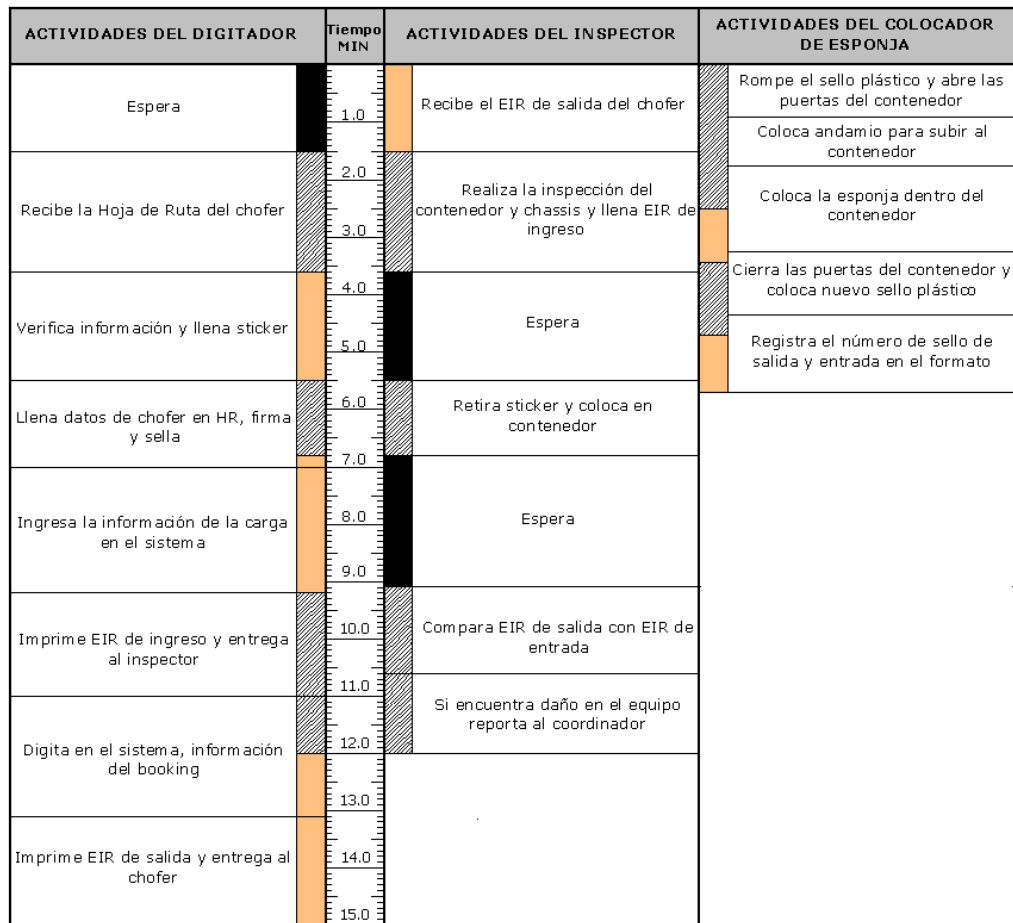 ACTIVIDADES DEL DIGITADOR
Tiempo
MIN
ACTIVIDADES DEL INSPECTOR
ACTIVIDADES DEL COLOCADOR
DE ESPONJA
Espera
Recibe la Hoja de Ruta del chofer
Verifica información y llena sticker
Llena datos de chofer en HR, firma
y sella
Ingresa la información de la carga
en el sistema
Imprime EIR de ingreso y entrega
al inspector
Digita en el sistema, información
del booking
Imprime EIR de salida y entrega al
chofer
1.0
2.0
3.0
4.0
5.0
6.0
7.0
8.0
9.0
10.0
11.0
12.0
13.0
14.0
15.0
Recibe el EIR de salida del chofer
Realiza la inspección del
contenedor y chassis y llena EIR de
ingreso
Espera
Retira sticker y coloca en
contenedor
Espera
Compara EIR de salida con EIR de
entrada
Si encuentra daño en el equipo
reporta al coordinador
Rompe el sello plástico y abre las
puertas del contenedor
Coloca andamio para subir al
contenedor
Coloca la esponja dentro del
contenedor
Cierra las puertas del contenedor y
coloca nuevo sello plástico
Registra el número de sello de
salida y entrada en el formato